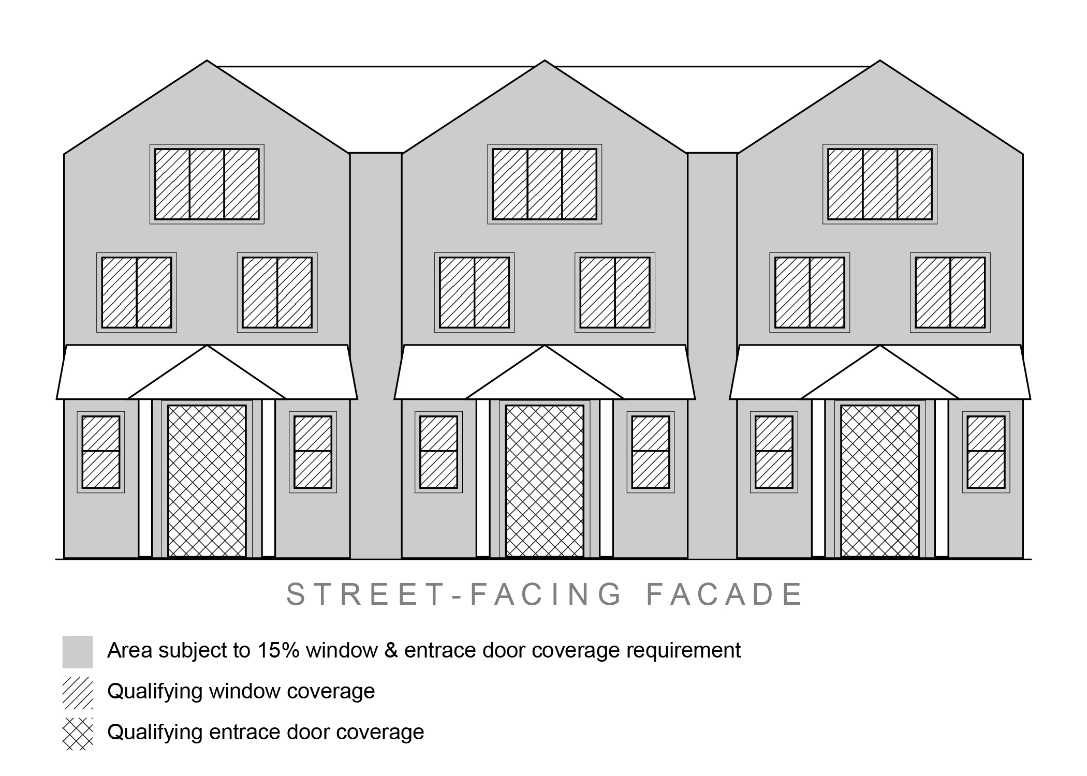 STREET-FACING FACADE
Area subject to 15% window & entrace door coverage requirement
Qualifying window coverage
Qualifying entrace door coverage